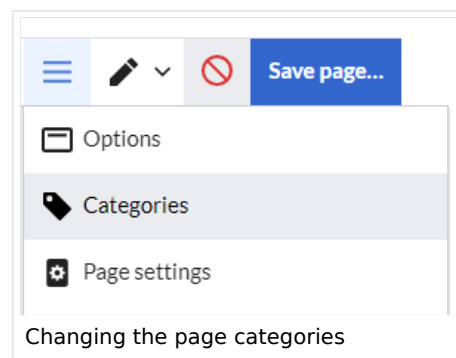 Save page...
Options
Categories
Page settings
Changing the page categories